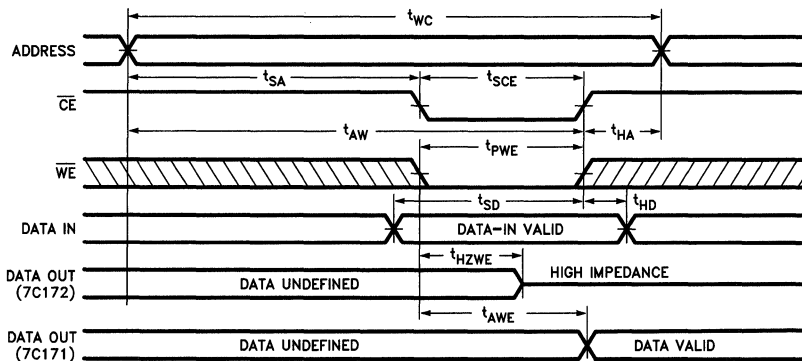 tWC
ADDRESS
tSA tSCE
CE
tAW tHA
tPWE
WE
tSD tHD
DATA IN DATA-IN VALID
tHZWE
DATA OUT (7C172) DATA UNDEFINED HIGH IMPEDANCE
tAWE
DATA OUT (7C171) DATA UNDEFINED DATA VALID